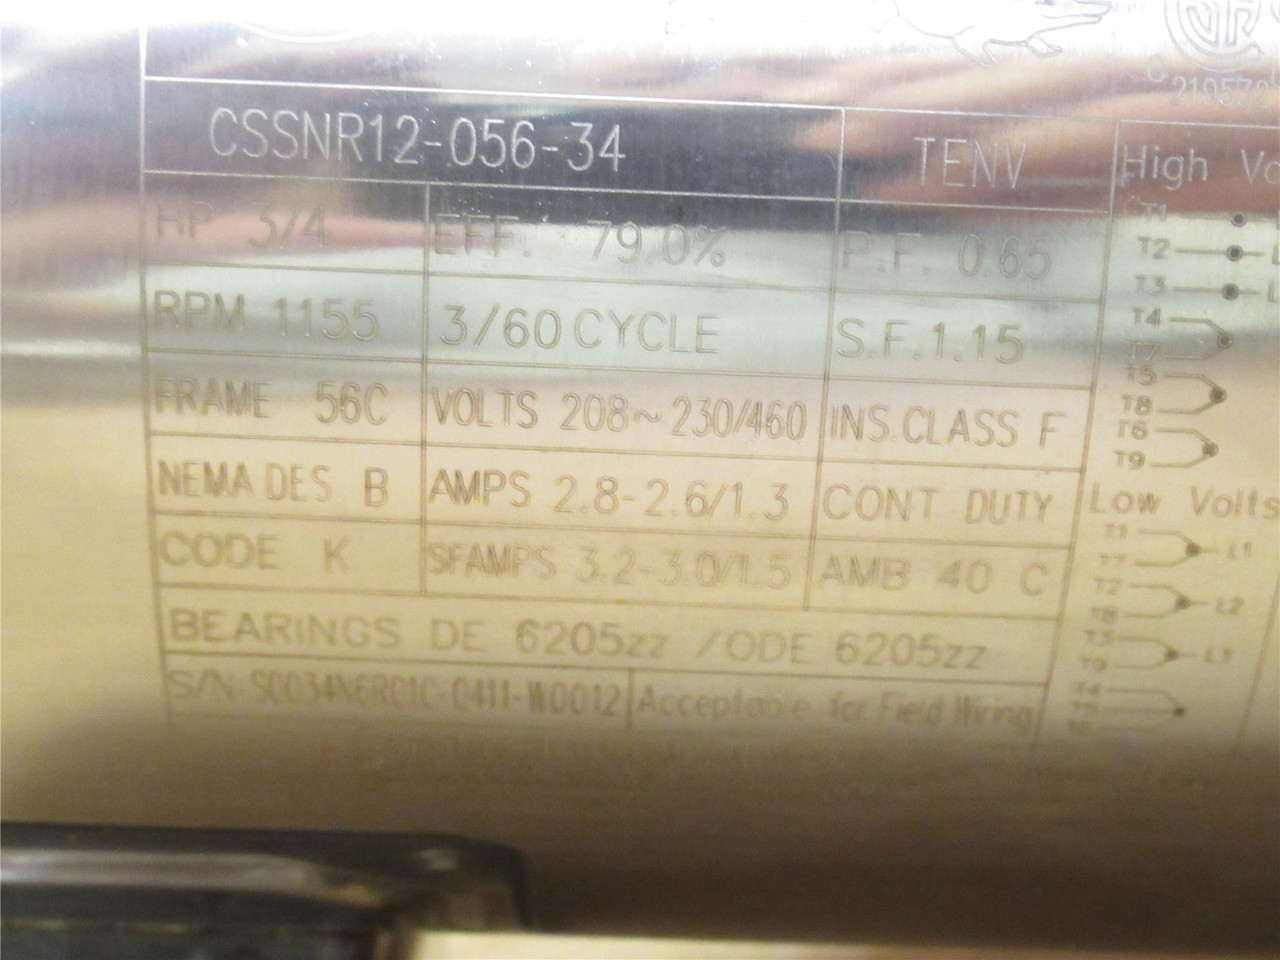 219532
CSSNR12-056-34 TENV
HP 3/4 EFF. 79.0% P.F. 0.65
RPM 1155 3/60 CYCLE S.F. 1.15
FRAME 56C VOLTS 208~230/460 INS.CLASS F
NEMA DES B AMPS 2.8-2.6/1.3 CONT DUTY
CODE K SFAMPS 3.2-3.0/1.5 AMB 40 C
BEARINGS DE 6205zz /ODE 6205zz
S/N Acceptable for Field Wiring
High
T1
T2
T3
T4
T7
T5
T8
T6
T9
Low Volts
T1 L1
T7
T2 L2
T8
T3 L3
T9
T4
T5
T6